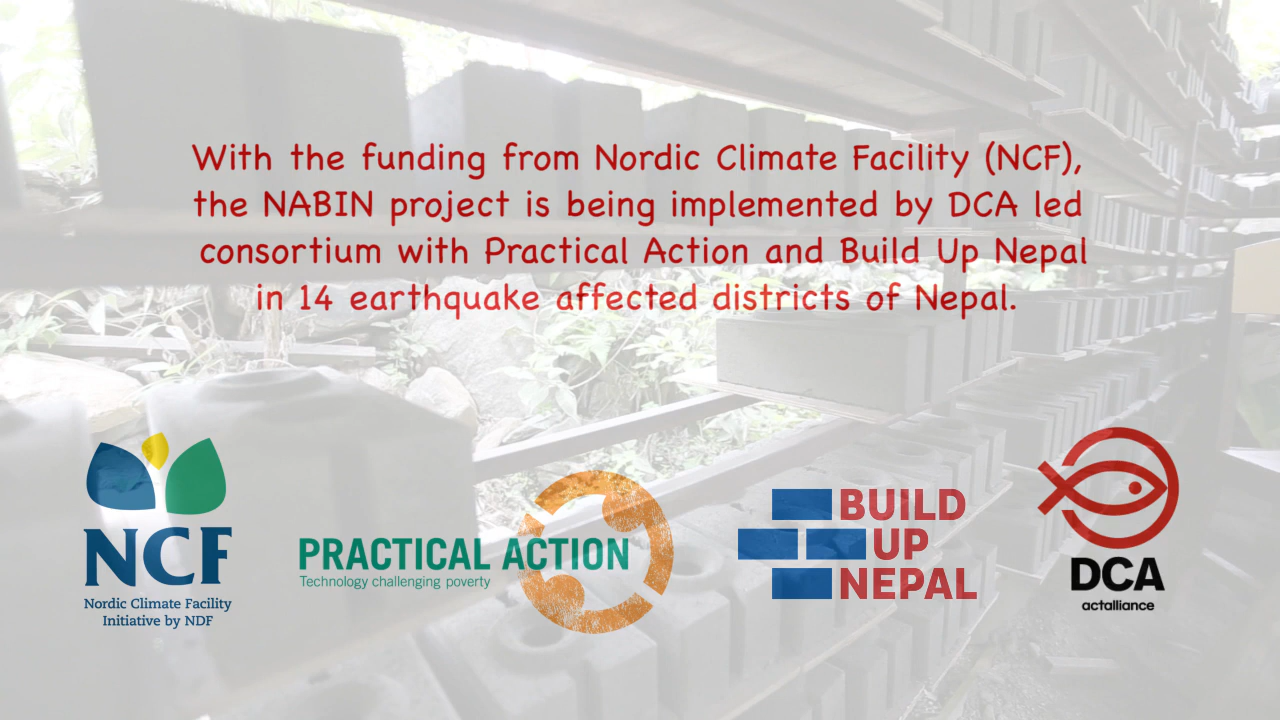 With the funding from Nordic Climate Facility (NCF),
the NABIN project is being implemented by DCA led
consortium with Practical Action and Build Up Nepal
in 14 earthquake affected districts of Nepal.
NCF
Nordic Climate Facility
Initiative by NDF
PRACTICAL ACTION
Technology challenging poverty
BUILD
UP
NEPAL
DCA
actalliance